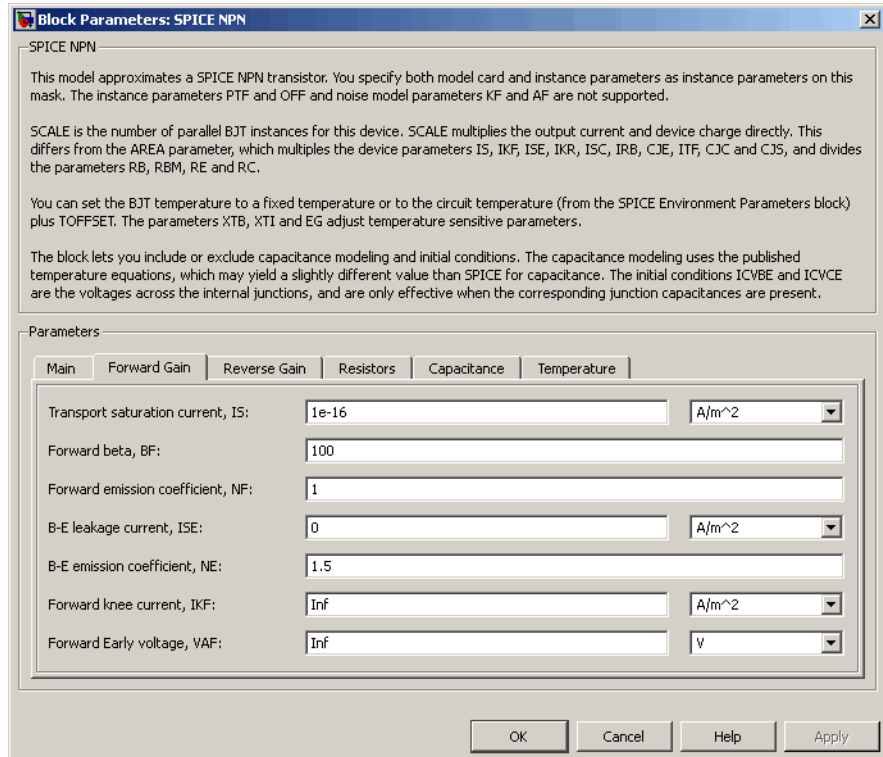 Block Parameters: SPICE NPN
SPICE NPN
This model approximates a SPICE NPN transistor. You specify both model card and instance parameters as instance parameters on this
mask. The instance parameters PTF and OFF and noise model parameters KF and AF are not supported.
SCALE is the number of parallel BJT instances for this device. SCALE multiplies the output current and device charge directly. This
differs from the AREA parameter, which multiples the device parameters IS, IKF, ISE, IKR, ISC, IRB, CJE, ITF, CJC and CJS, and divides
the parameters RB, RBM, RE and RC.
You can set the BJT temperature to a fixed temperature or to the circuit temperature (from the SPICE Environment Parameters block)
plus TOFFSET. The parameters XTB, XTI and EG adjust temperature sensitive parameters.
The block lets you include or exclude capacitance modeling and initial conditions. The capacitance modeling uses the published
temperature equations, which may yield a slightly different value than SPICE for capacitance. The initial conditions ICVBE and ICVCE
are the voltages across the internal junctions, and are only effective when the corresponding junction capacitances are present.
Parameters
Main Forward Gain Reverse Gain Resistors Capacitance Temperature
Transport saturation current, IS: 1e-16 A/m^2
Forward beta, BF: 100
Forward emission coefficient, NF: 1
B-E leakage current, ISE: 0 A/m^2
B-E emission coefficient, NE: 1.5
Forward knee current, IKF: Inf A/m^2
Forward Early voltage, VAF: Inf V
OK Cancel Help Apply